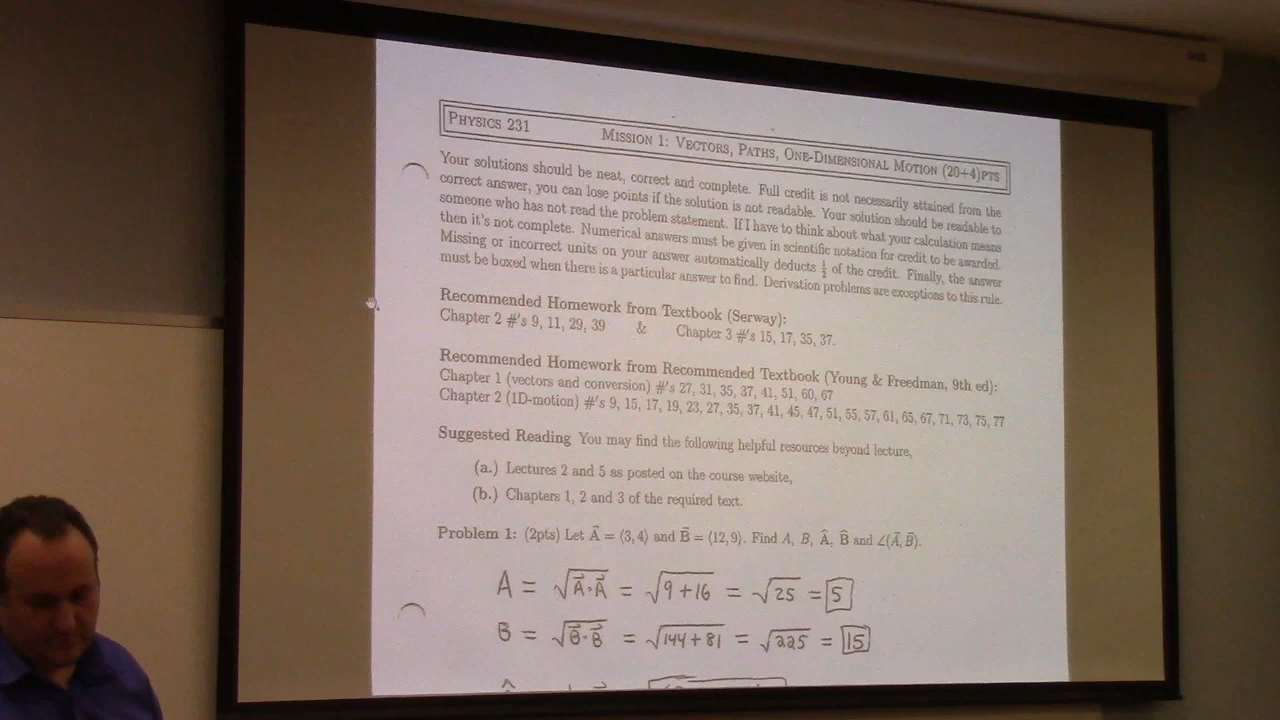 PHYSICS 231 MISSION 1: VECTORS, PATHS, ONE-DIMENSIONAL MOTION (20+4)PTS
Your solutions should be neat, correct and complete. Full credit is not necessarily attained from the
correct answer, you can lose points if the solution is not readable. Your solution should be readable to
someone who has not read the problem statement. If I have to think about what your calculation means
then it's not complete. Numerical answers must be given in scientific notation for credit to be awarded.
Missing or incorrect units on your answer automatically deducts ½ of the credit. Finally, the answer
must be boxed when there is a particular answer to find. Derivation problems are exceptions to this rule.
Recommended Homework from Textbook (Serway):
Chapter 2 #'s 9, 11, 29, 39 & Chapter 3 #'s 15, 17, 35, 37.
Recommended Homework from Recommended Textbook (Young & Freedman, 9th ed):
Chapter 1 (vectors and conversion) #'s 27, 31, 35, 37, 41, 51, 60, 67
Chapter 2 (1D-motion) #'s 9, 15, 17, 19, 23, 27, 35, 37, 41, 45, 47, 51, 55, 57, 61, 65, 67, 71, 73, 75, 77
Suggested Reading You may find the following helpful resources beyond lecture,
(a.) Lectures 2 and 5 as posted on the course website,
(b.) Chapters 1, 2 and 3 of the required text.
Problem 1: (2pts) Let A⃗ = ⟨3, 4⟩ and B⃗ = ⟨12, 9⟩. Find A, B, Â, B̂ and ∠(A⃗, B⃗).
A = √(A⃗·A⃗) = √(9+16) = √25 = 5
B = √(B⃗·B⃗) = √(144+81) = √225 = 15